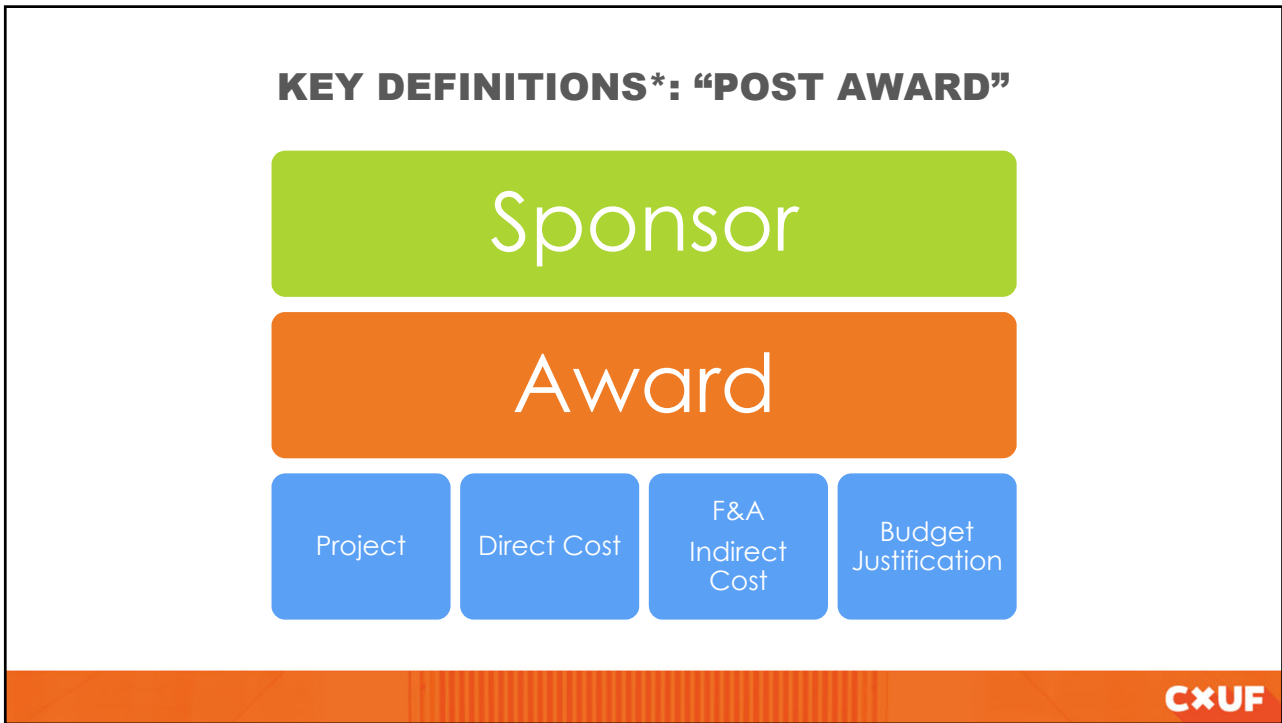 KEY DEFINITIONS*: “POST AWARD”
Sponsor
Award
Project
Direct Cost
F&A
Indirect
Cost
Budget
Justification
C×UF